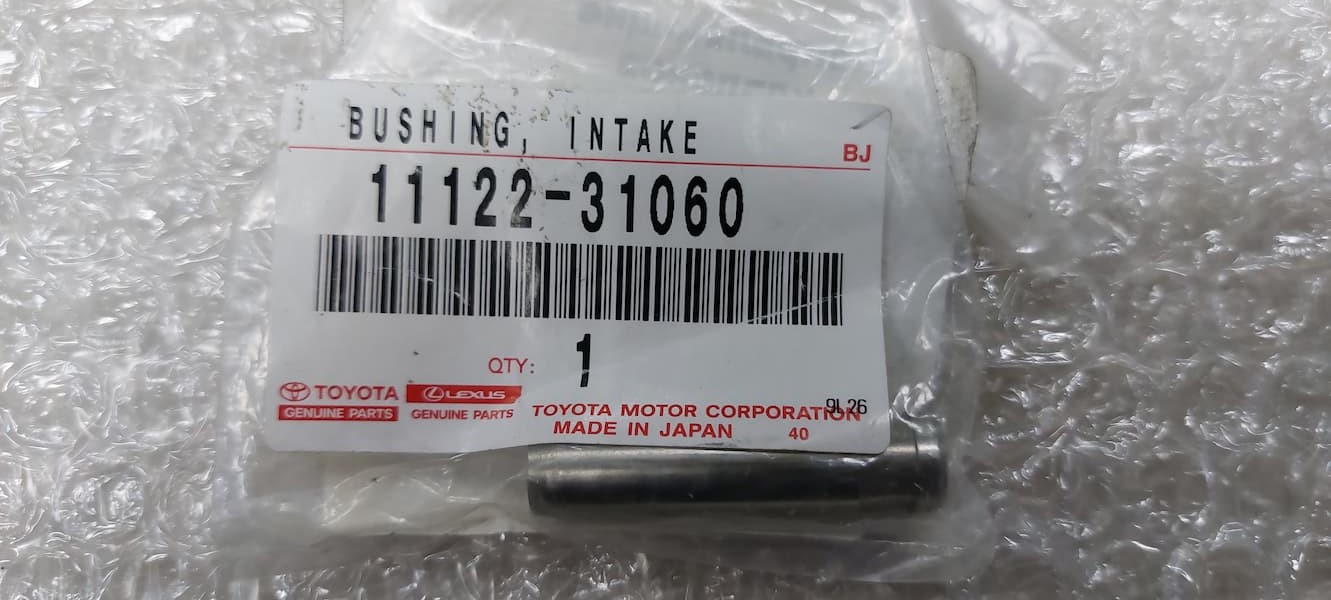 BUSHING, INTAKE
BJ
11122-31060
QTY: 1
TOYOTA
GENUINE PARTS
LEXUS
GENUINE PARTS
TOYOTA MOTOR CORPORATION
9L26
MADE IN JAPAN 40